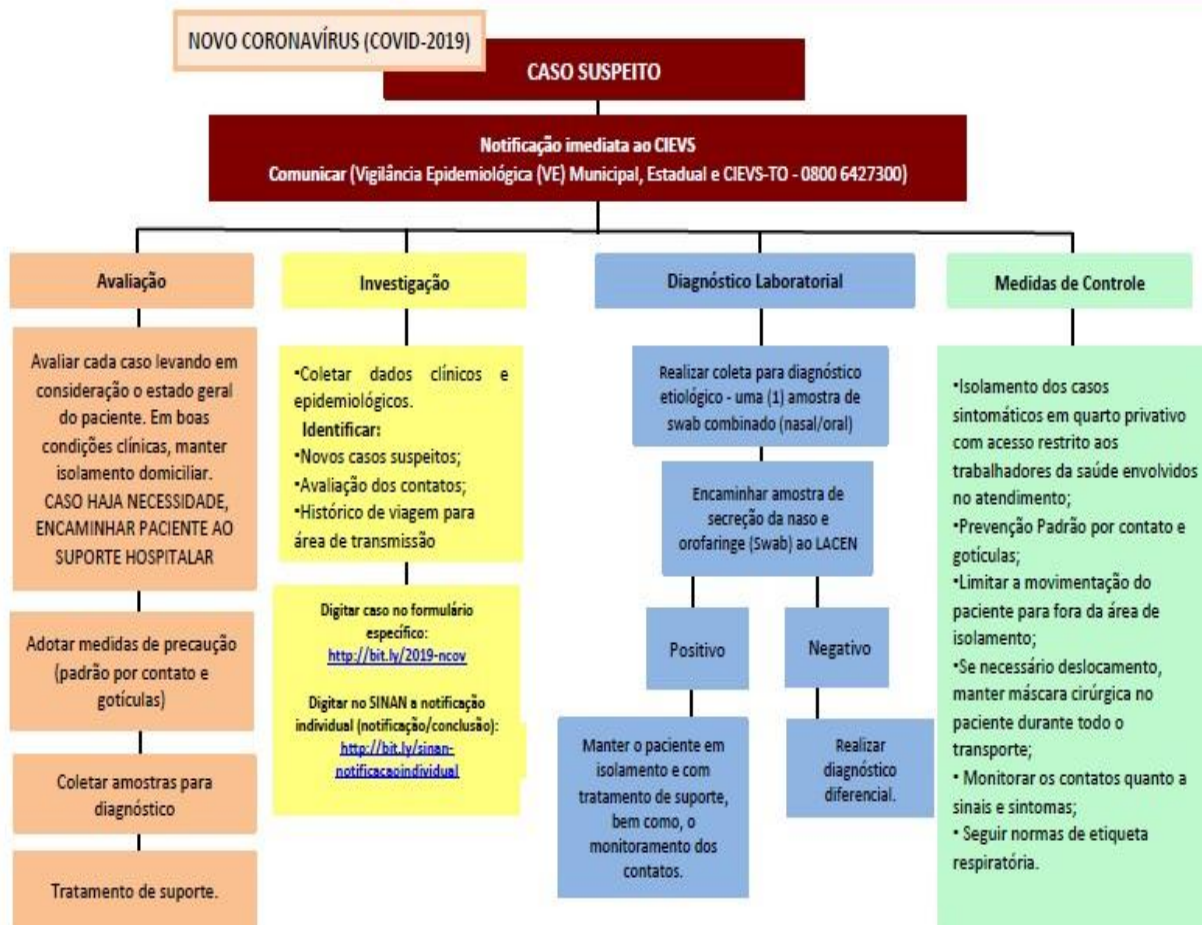 NOVO CORONAVÍRUS (COVID-2019)
CASO SUSPEITO
Notificação imediata ao CIEVS
Comunicar (Vigilância Epidemiológica (VE) Municipal, Estadual e CIEVS-TO - 0800 6427300)
Avaliação
Avaliar cada caso levando em
consideração o estado geral
do paciente. Em boas
condições clínicas, manter
isolamento domiciliar.
CASO HAJA NECESSIDADE,
ENCAMINHAR PACIENTE AO
SUPORTE HOSPITALAR
Adotar medidas de precaução
(padrão por contato e
gotículas)
Coletar amostras para
diagnóstico
Tratamento de suporte.
Investigação
•Coletar dados clínicos e
epidemiológicos.
Identificar:
•Novos casos suspeitos;
•Avaliação dos contatos;
•Histórico de viagem para
área de transmissão
Digitar caso no formulário
específico:
http://bit.ly/2019-ncov
Digitar no SINAN a notificação
individual (notificação/conclusão):
http://bit.ly/sinan-
notificacaoindividual
Diagnóstico Laboratorial
Realizar coleta para diagnóstico
etiológico - uma (1) amostra de
swab combinado (nasal/oral)
Encaminhar amostra de
secreção da naso e
orofaringe (Swab) ao LACEN
Positivo
Negativo
Manter o paciente em
isolamento e com
tratamento de suporte,
bem como, o
monitoramento dos
contatos.
Realizar
diagnóstico
diferencial.
Medidas de Controle
•Isolamento dos casos
sintomáticos em quarto privativo
com acesso restrito aos
trabalhadores da saúde envolvidos
no atendimento;
•Prevenção Padrão por contato e
gotículas;
•Limitar a movimentação do
paciente para fora da área de
isolamento;
•Se necessário deslocamento,
manter máscara cirúrgica no
paciente durante todo o
transporte;
• Monitorar os contatos quanto a
sinais e sintomas;
• Seguir normas de etiqueta
respiratória.